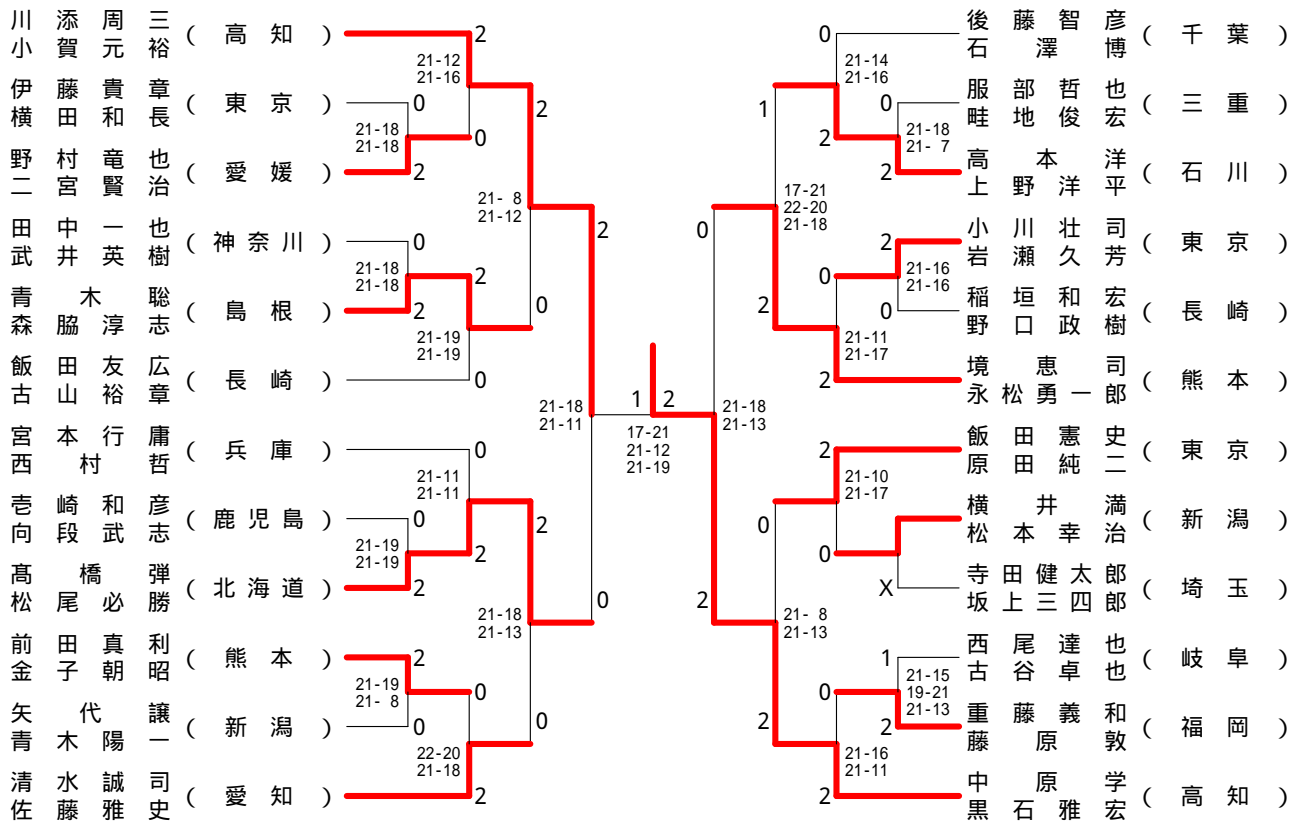 川添周三
小賀元裕
(高知)
2
21-12
21-16
伊藤貴章
横田和長
(東京)
0
21-18
21-18
0
野村竜也
二宮賢治
(愛媛)
2
2
21- 8
21-12
田中一也
武井英樹
(神奈川)
0
21-18
21-18
2
青木聡
森脇淳志
(島根)
2
21-19
21-19
0
飯田友広
古山裕章
(長崎)
0
2
21-18
21-11
宮本行庸
西村哲
(兵庫)
0
21-11
21-11
壱崎和彦
向段武志
(鹿児島)
0
21-19
21-19
2
髙橋弾
松尾必勝
(北海道)
2
2
21-18
21-13
0
前田真利
金子朝昭
(熊本)
2
21-19
21- 8
0
矢代譲
青木陽一
(新潟)
0
22-20
21-18
0
清水誠司
佐藤雅史
(愛知)
2
1 2
17-21
21-12
21-19
0
後藤智彦
石澤博
(千葉)
21-14
21-16
1
0
服部哲也
畦地俊宏
(三重)
21-18
21- 7
2
2
高本洋
上野洋平
(石川)
17-21
22-20
21-18
0
2
小川壮司
岩瀬久芳
(東京)
21-16
21-16
0
0
稲垣和宏
野口政樹
(長崎)
2
21-11
21-17
2
境恵司
永松勇一郎
(熊本)
21-18
21-13
2
飯田憲史
原田純二
(東京)
21-10
21-17
0
横井満
松本幸治
(新潟)
0
X
寺田健太郎
坂上三四郎
(埼玉)
2
21- 8
21-13
1
西尾達也
古谷卓也
(岐阜)
21-15
19-21
21-13
0
2
重藤義和
藤原敦
(福岡)
2
21-16
21-11
2
中原学
黒石雅宏
(高知)